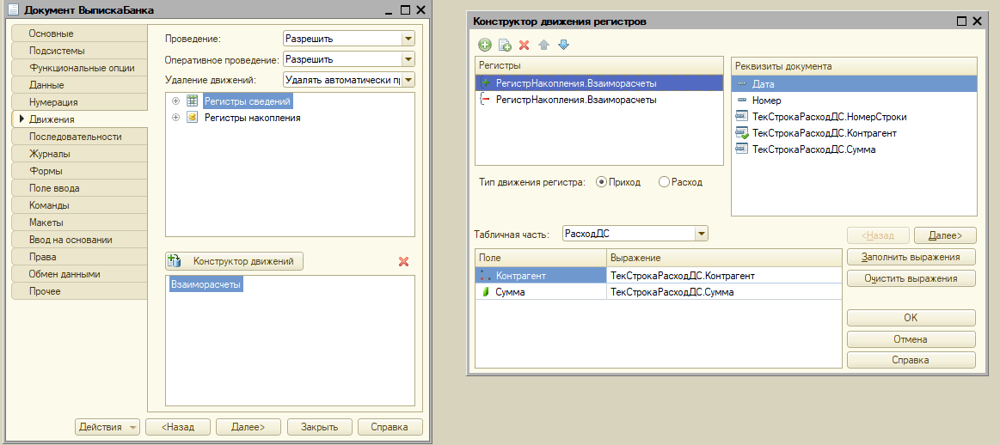 Документ ВыпискаБанка
Основные
Подсистемы
Функциональные опции
Данные
Нумерация
Движения
Последовательности
Журналы
Формы
Поле ввода
Команды
Макеты
Ввод на основании
Права
Обмен данными
Прочее
Проведение: Разрешить
Оперативное проведение: Разрешить
Удаление движений: Удалять автоматически пр
Регистры сведений
Регистры накопления
Конструктор движений
Взаиморасчеты
Действия <Назад Далее> Закрыть Справка
Конструктор движения регистров
Регистры
РегистрНакопления.Взаиморасчеты
РегистрНакопления.Взаиморасчеты
Реквизиты документа
Дата
Номер
ТекСтрокаРасходДС.НомерСтроки
ТекСтрокаРасходДС.Контрагент
ТекСтрокаРасходДС.Сумма
Тип движения регистра: Приход Расход
Табличная часть: РасходДС
<Назад Далее>
Поле Выражение
Контрагент ТекСтрокаРасходДС.Контрагент
Сумма ТекСтрокаРасходДС.Сумма
Заполнить выражения
Очистить выражения
ОК
Отмена
Справка